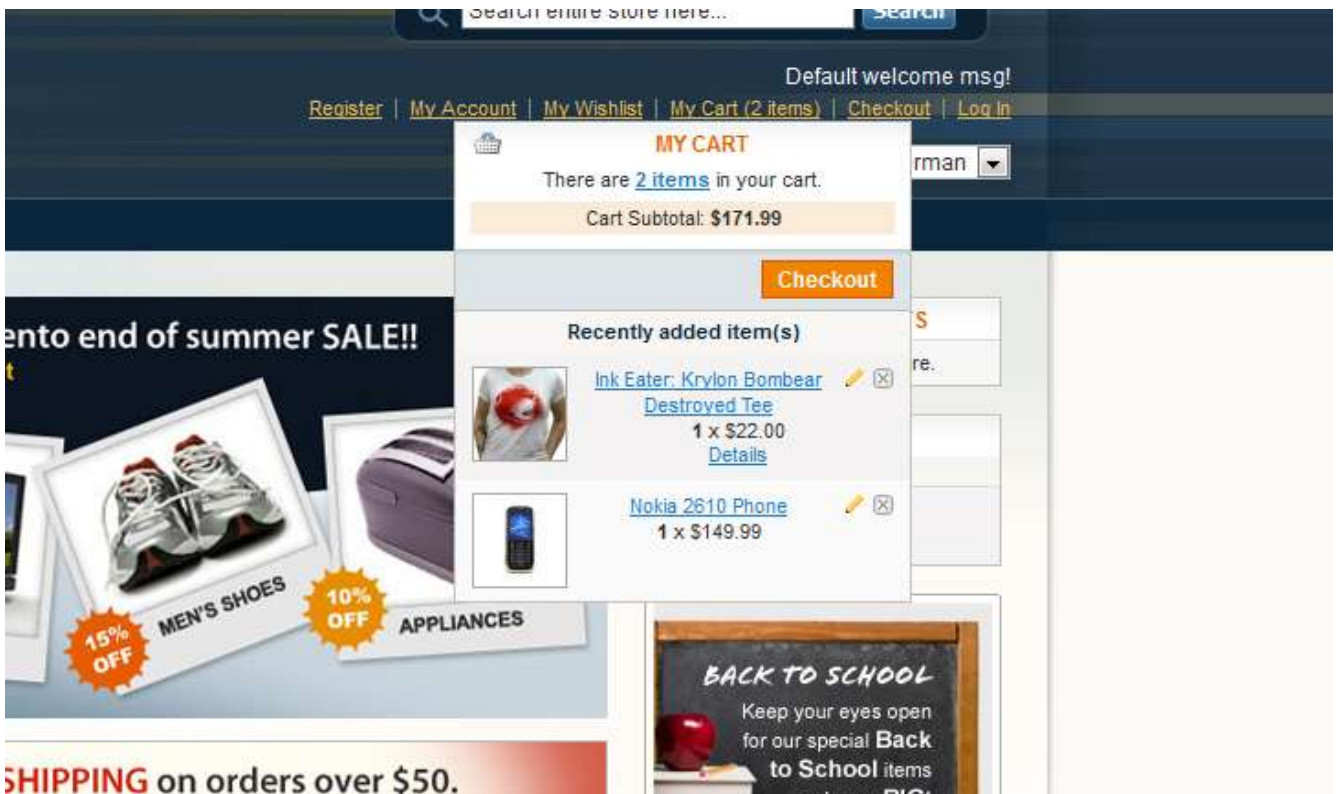 Search entire store here...
Search
Default welcome msg!
Register | My Account | My Wishlist | My Cart (2 items) | Checkout | Log In
MY CART
rman
There are 2 items in your cart.
Cart Subtotal: $171.99
Checkout
ento end of summer SALE!!
t
Recently added item(s)
S
re.
Ink Eater: Krylon Bombear
Destroyed Tee
1 x $22.00
Details
Nokia 2610 Phone
1 x $149.99
15%
OFF
MEN'S SHOES
10%
OFF
APPLIANCES
BACK TO SCHOOL
Keep your eyes open
for our special Back
to School items
SHIPPING on orders over $50.